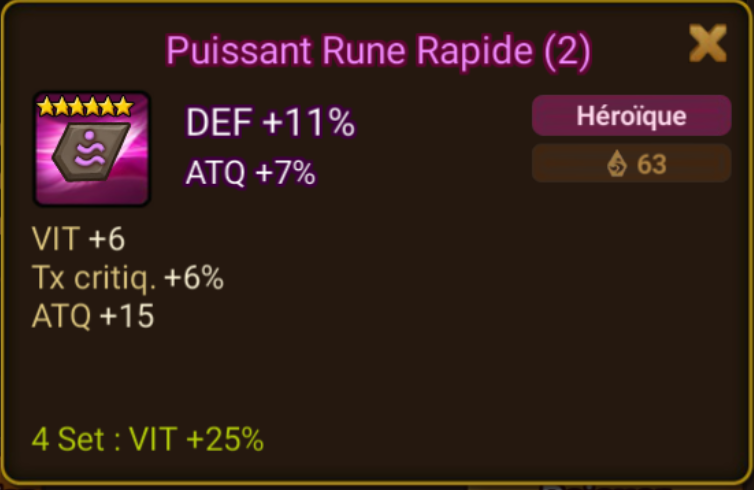 Puissant Rune Rapide (2)
DEF +11%
ATQ +7%
Héroïque
63
VIT +6
Tx critiq. +6%
ATQ +15
4 Set : VIT +25%